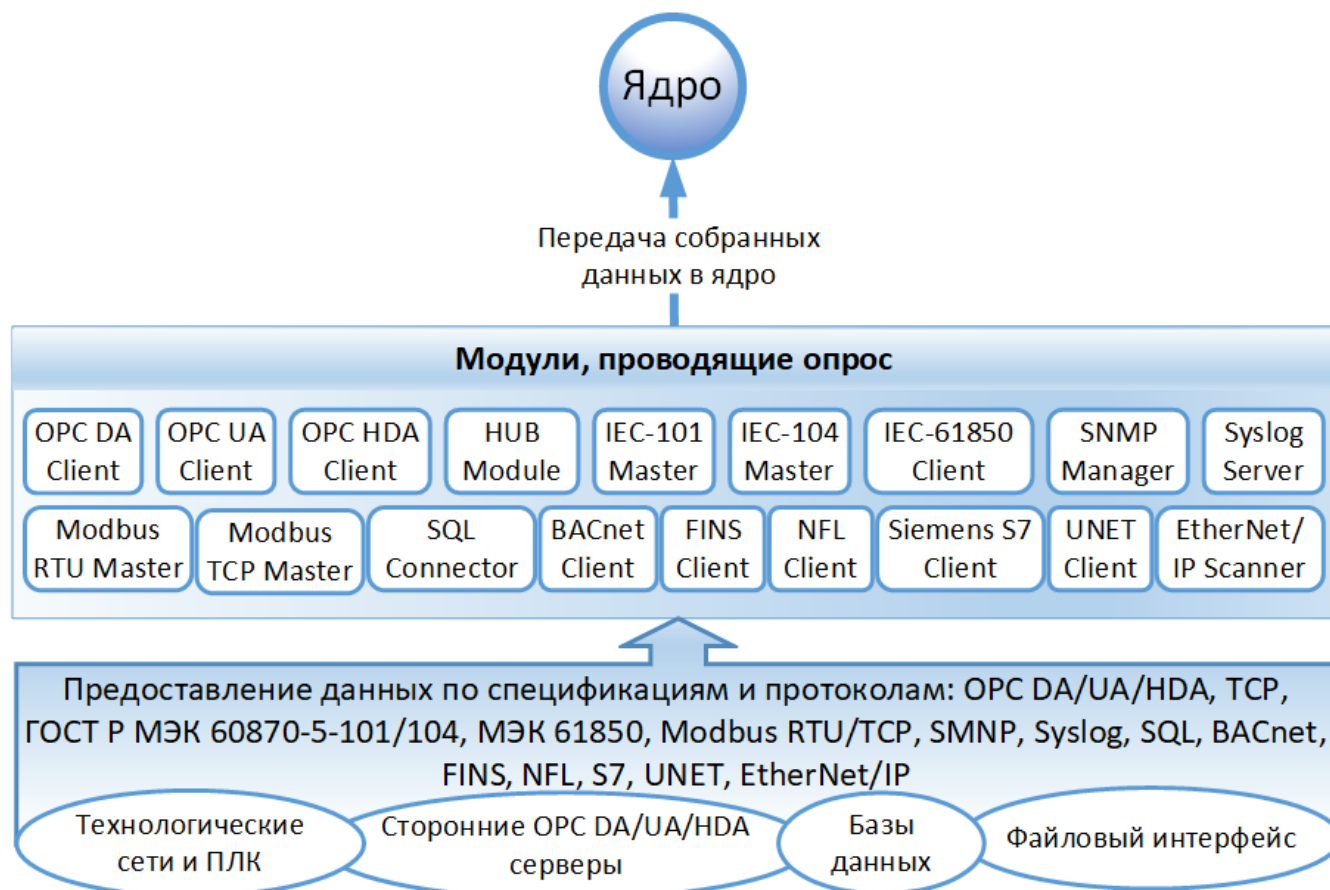 Ядро
Передача собранных
данных в ядро
Модули, проводящие опрос
OPC DA
Client
OPC UA
Client
OPC HDA
Client
HUB
Module
IEC-101
Master
IEC-104
Master
IEC-61850
Client
SNMP
Manager
Syslog
Server
Modbus
RTU Master
Modbus
TCP Master
SQL
Connector
BACnet
Client
FINS
Client
NFL
Client
Siemens S7
Client
UNET
Client
EtherNet/
IP Scanner
Предоставление данных по спецификациям и протоколам: OPC DA/UA/HDA, TCP,
ГОСТ Р МЭК 60870-5-101/104, МЭК 61850, Modbus RTU/TCP, SMNP, Syslog, SQL, BACnet,
FINS, NFL, S7, UNET, EtherNet/IP
Технологические
сети и ПЛК
Сторонние OPC DA/UA/HDA
серверы
Базы
данных
Файловый интерфейс